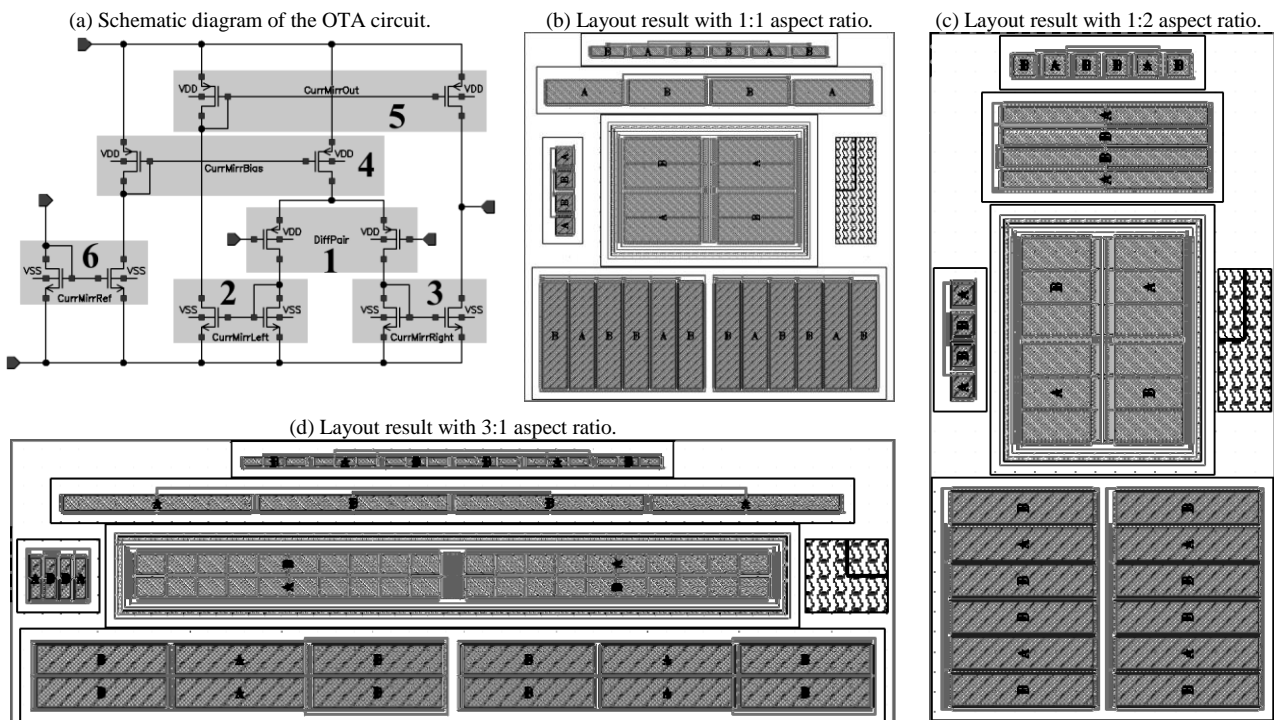 (a) Schematic diagram of the OTA circuit.
VDD
CurrMirrOut
VDD
5
VDD
CurrMirrBias
VDD
4
VDD
DiffPair
VDD
1
VSS
6
VSS
CurrMirrRef
VSS
2
VSS
CurrMirrLeft
VSS
3
VSS
CurrMirrRight
(b) Layout result with 1:1 aspect ratio.
B A B B A B
A B B A
A
B
B
A
B A
A B
B A B B A B B A B B A B
(c) Layout result with 1:2 aspect ratio.
B A B B A B
A
B
B
A
A
B
B
A
B A
A B
B B
A A
B B
B B
A A
B B
(d) Layout result with 3:1 aspect ratio.
B A B B A B
A B B A
A B B A
B A
A B
B A B B A B
B A B B A B